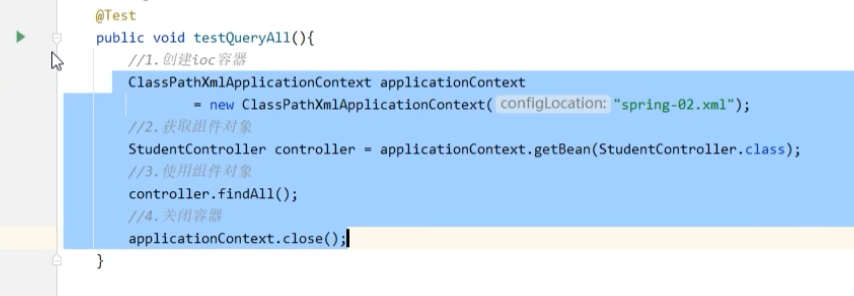 @Test
public void testQueryAll(){
//1.创建ioc容器
ClassPathXmlApplicationContext applicationContext
= new ClassPathXmlApplicationContext( configLocation: "spring-02.xml");
//2.获取组件对象
StudentController controller = applicationContext.getBean(StudentController.class);
//3.使用组件对象
controller.findAll();
//4.关闭容器
applicationContext.close();
}